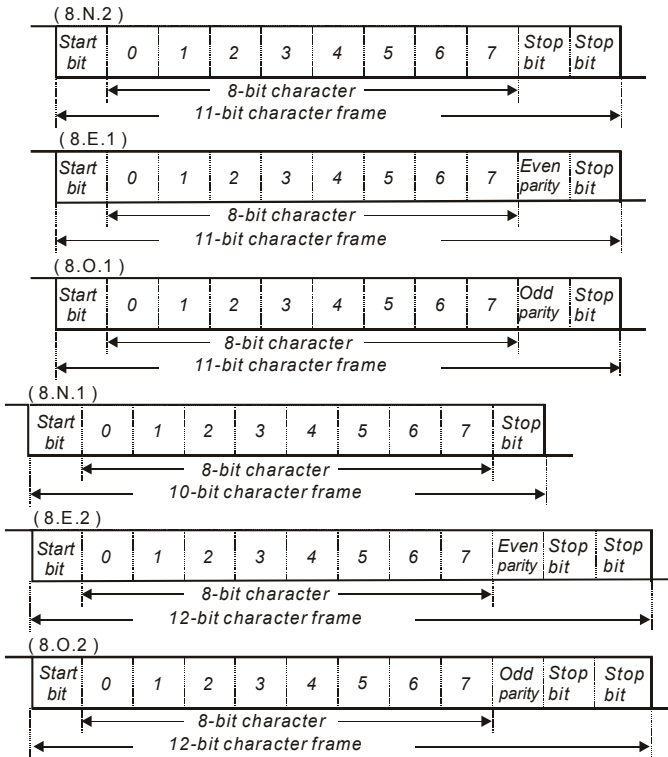 ( 8.N.2 )
Start bit 0 1 2 3 4 5 6 7 Stop bit Stop bit
8-bit character
11-bit character frame
( 8.E.1 )
Start bit 0 1 2 3 4 5 6 7 Even parity Stop bit
8-bit character
11-bit character frame
( 8.O.1 )
Start bit 0 1 2 3 4 5 6 7 Odd parity Stop bit
8-bit character
11-bit character frame
( 8.N.1 )
Start bit 0 1 2 3 4 5 6 7 Stop bit
8-bit character
10-bit character frame
( 8.E.2 )
Start bit 0 1 2 3 4 5 6 7 Even parity Stop bit Stop bit
8-bit character
12-bit character frame
( 8.O.2 )
Start bit 0 1 2 3 4 5 6 7 Odd parity Stop bit Stop bit
8-bit character
12-bit character frame